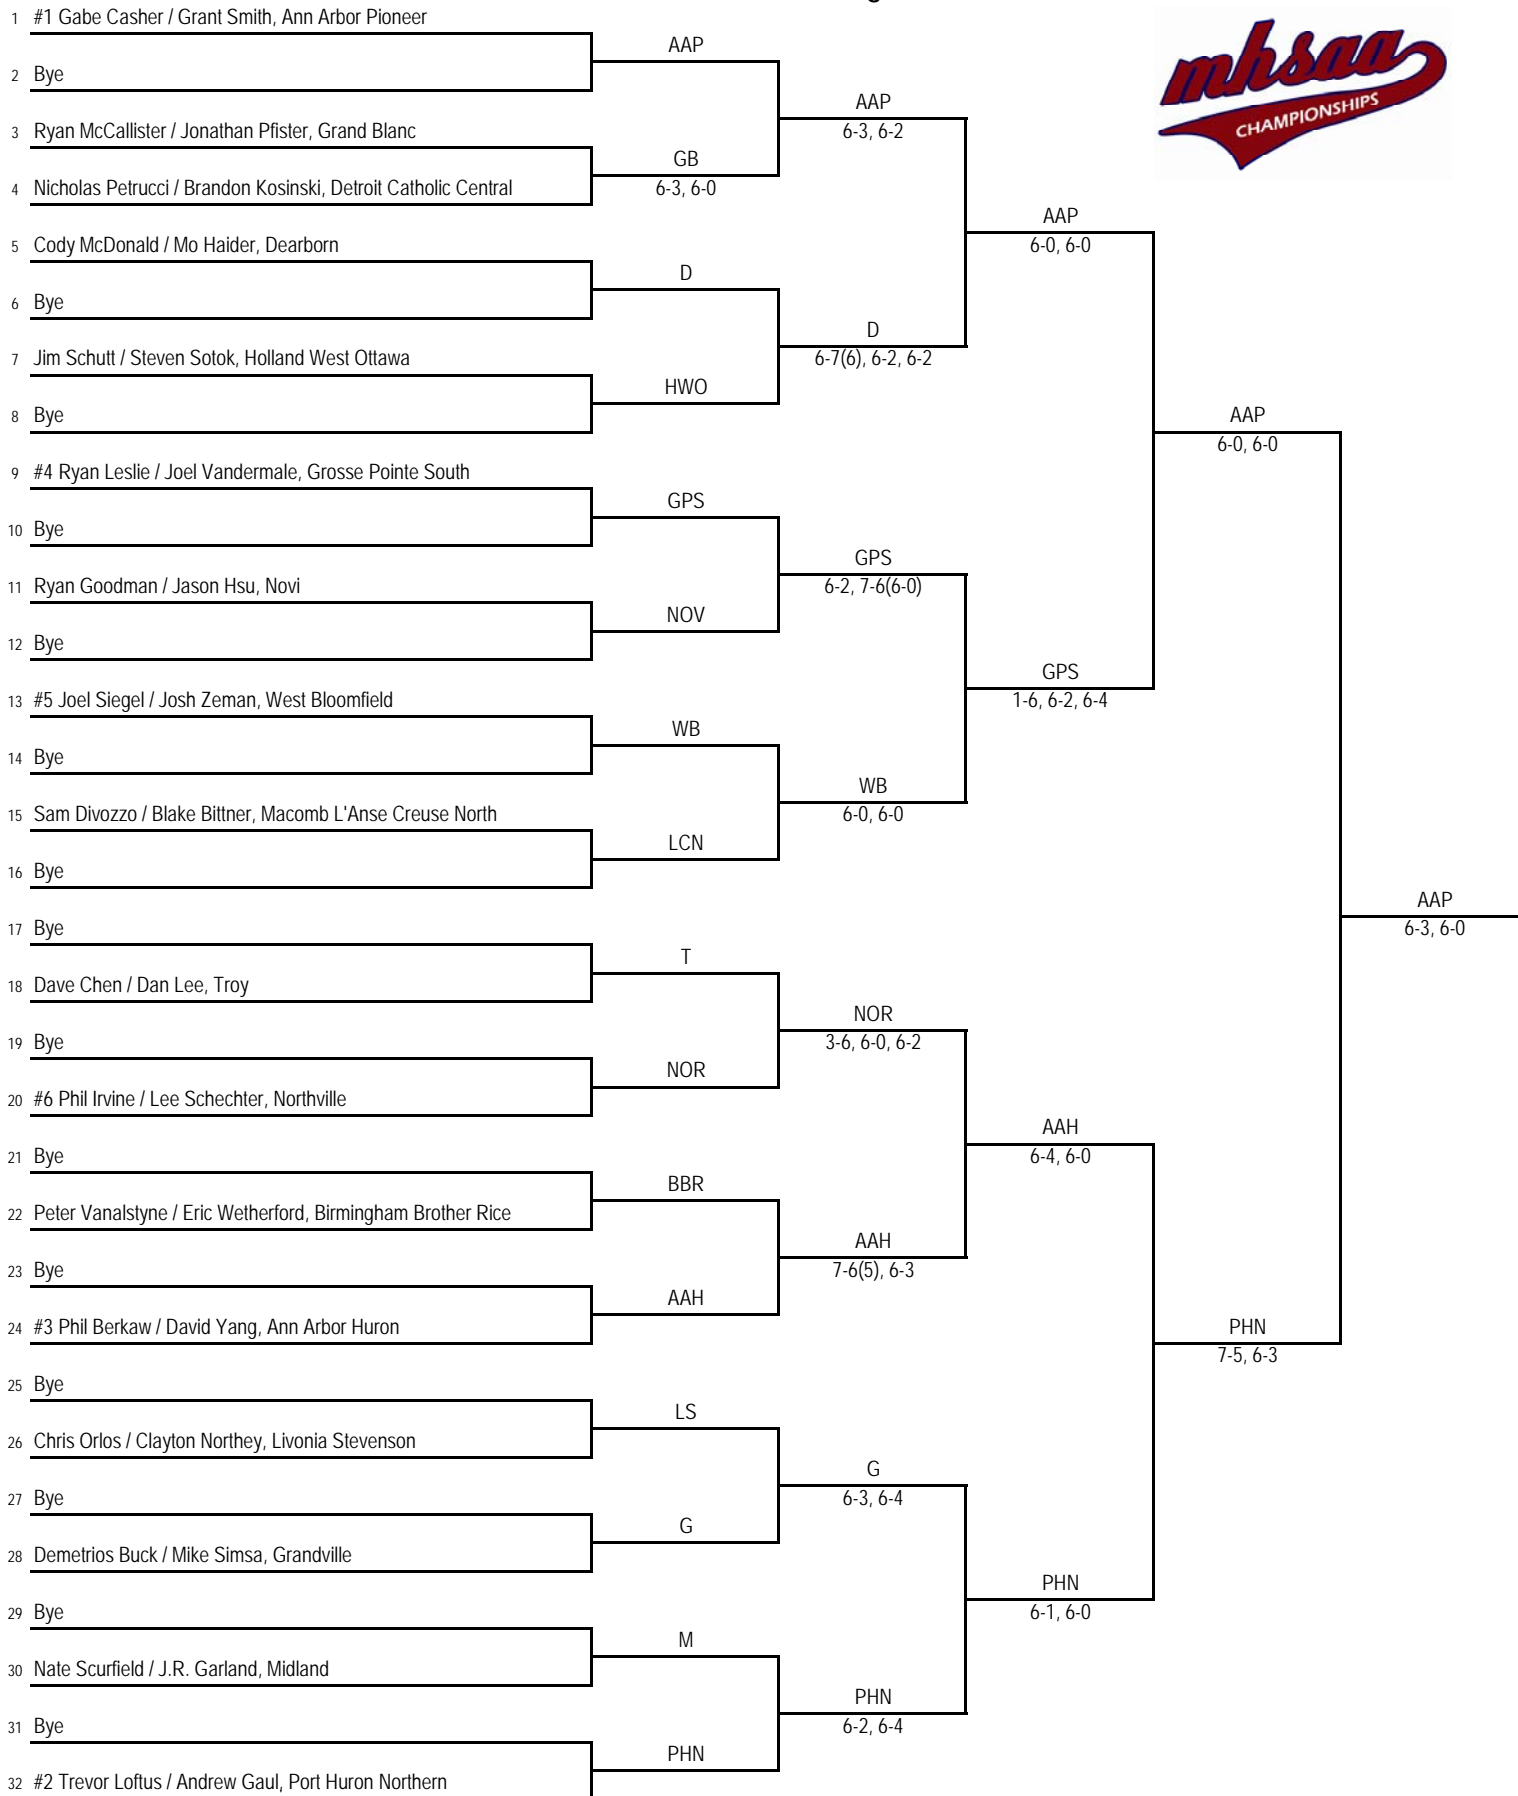 mhsaa
CHAMPIONSHIPS
1 #1 Gabe Casher / Grant Smith, Ann Arbor Pioneer
AAP
2 Bye
AAP
6-3, 6-2
3 Ryan McCallister / Jonathan Pfister, Grand Blanc
GB
6-3, 6-0
4 Nicholas Petrucci / Brandon Kosinski, Detroit Catholic Central
AAP
6-0, 6-0
5 Cody McDonald / Mo Haider, Dearborn
D
6 Bye
D
6-7(6), 6-2, 6-2
7 Jim Schutt / Steven Sotok, Holland West Ottawa
HWO
8 Bye
AAP
6-0, 6-0
9 #4 Ryan Leslie / Joel Vandermale, Grosse Pointe South
GPS
10 Bye
GPS
6-2, 7-6(6-0)
11 Ryan Goodman / Jason Hsu, Novi
NOV
12 Bye
GPS
1-6, 6-2, 6-4
13 #5 Joel Siegel / Josh Zeman, West Bloomfield
WB
14 Bye
WB
6-0, 6-0
15 Sam Divozzo / Blake Bittner, Macomb L'Anse Creuse North
LCN
16 Bye
AAP
6-3, 6-0
17 Bye
T
18 Dave Chen / Dan Lee, Troy
NOR
3-6, 6-0, 6-2
19 Bye
NOR
20 #6 Phil Irvine / Lee Schechter, Northville
AAH
6-4, 6-0
21 Bye
BBR
22 Peter Vanalstyne / Eric Wetherford, Birmingham Brother Rice
AAH
7-6(5), 6-3
23 Bye
AAH
24 #3 Phil Berkaw / David Yang, Ann Arbor Huron
PHN
7-5, 6-3
25 Bye
LS
26 Chris Orlos / Clayton Northey, Livonia Stevenson
G
6-3, 6-4
27 Bye
G
28 Demetrios Buck / Mike Simsa, Grandville
PHN
6-1, 6-0
29 Bye
M
30 Nate Scurfield / J.R. Garland, Midland
PHN
6-2, 6-4
31 Bye
PHN
32 #2 Trevor Loftus / Andrew Gaul, Port Huron Northern